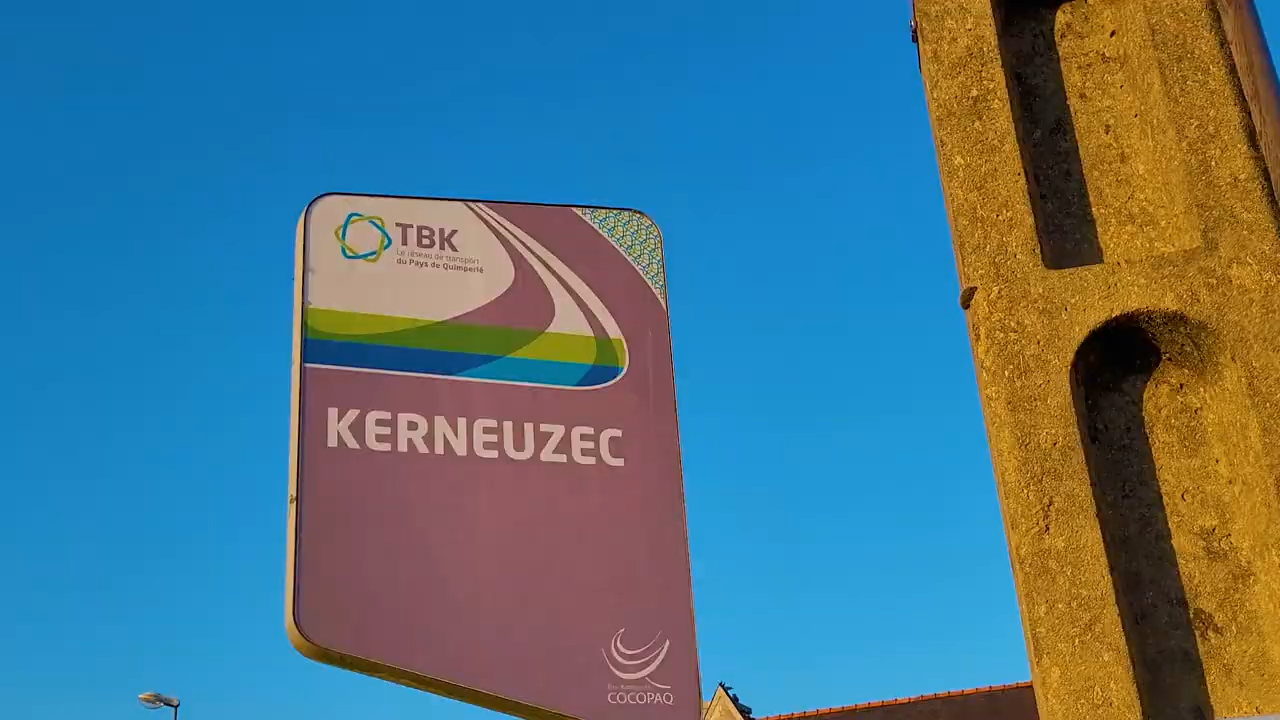 TBK
Le réseau de transport
du Pays de Quimperlé
KERNEUZEC
COCOPAQ